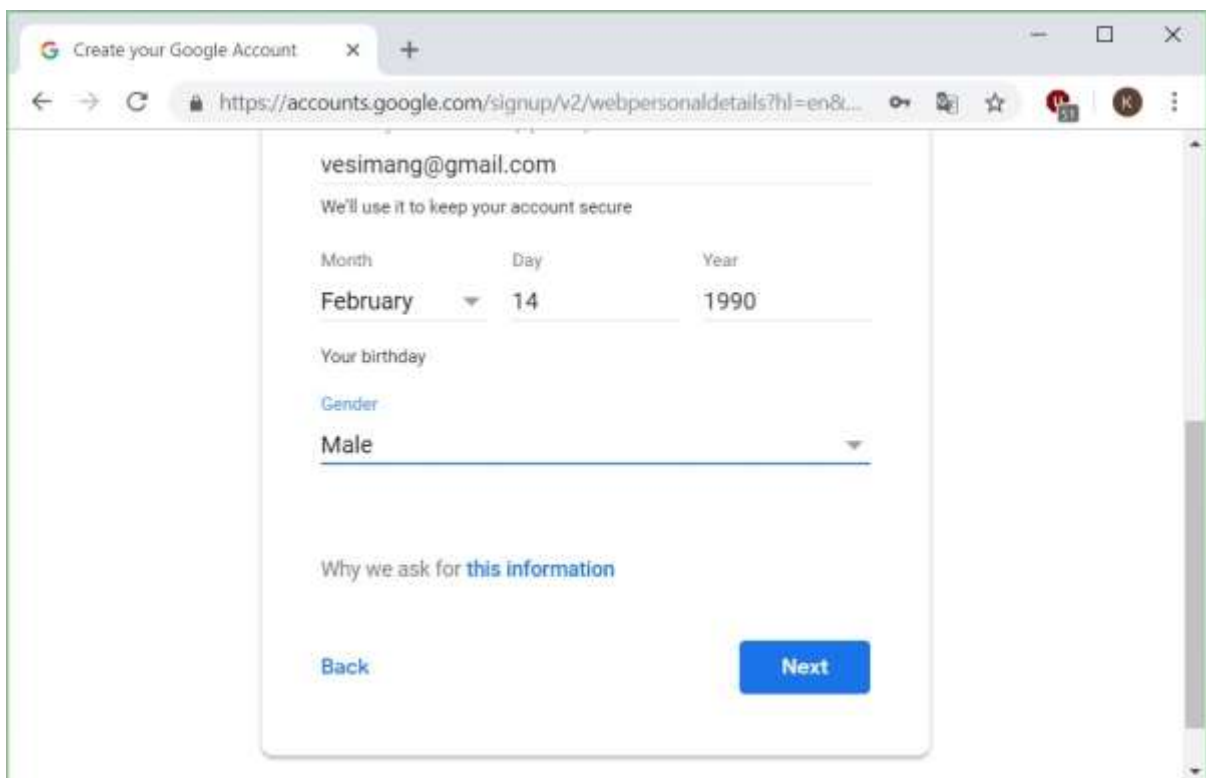 Create your Google Account
https://accounts.google.com/signup/v2/webpersonaldetails?hl=en&...
51
K
vesimang@gmail.com
We'll use it to keep your account secure
Month Day Year
February 14 1990
Your birthday
Gender
Male
Why we ask for this information
Back Next